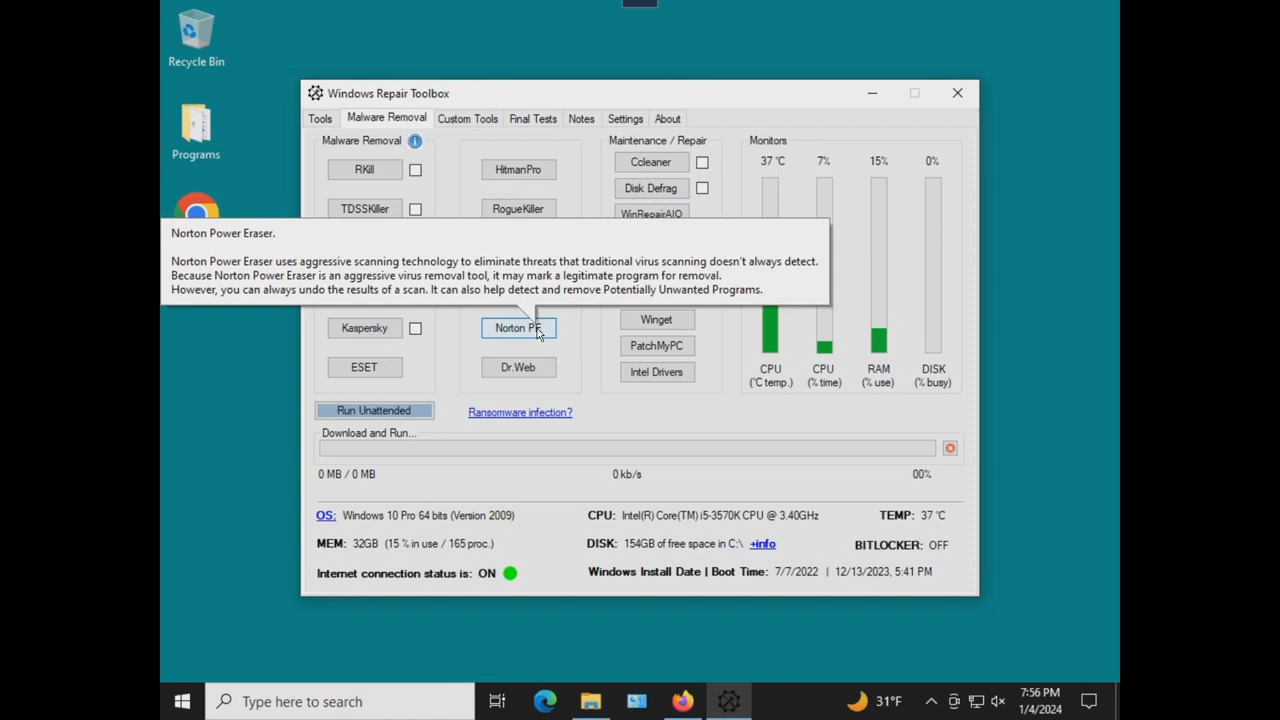 Recycle Bin
Programs
Windows Repair Toolbox
Tools
Malware Removal
Custom Tools
Final Tests
Notes
Settings
About
Malware Removal
RKill
TDSSKiller
Kaspersky
ESET
HitmanPro
RogueKiller
Norton Power Eraser.
Norton Power Eraser uses aggressive scanning technology to eliminate threats that traditional virus scanning doesn't always detect.
Because Norton Power Eraser is an aggressive virus removal tool, it may mark a legitimate program for removal.
However, you can always undo the results of a scan. It can also help detect and remove Potentially Unwanted Programs.
Norton PE
Dr.Web
Maintenance / Repair
Ccleaner
Disk Defrag
WinRepairAIO
Winget
PatchMyPC
Intel Drivers
Monitors
37 °C 7% 15% 0%
CPU CPU RAM DISK
(°C temp.) (% time) (% use) (% busy)
Run Unattended
Ransomware infection?
Download and Run...
0 MB / 0 MB 0 kb/s 00%
OS: Windows 10 Pro 64 bits (Version 2009) CPU: Intel(R) Core(TM) i5-3570K CPU @ 3.40GHz TEMP: 37 °C
MEM: 32GB (15 % in use / 165 proc.) DISK: 154GB of free space in C:\ +info BITLOCKER: OFF
Internet connection status is: ON Windows Install Date | Boot Time: 7/7/2022 | 12/13/2023, 5:41 PM
Type here to search
31°F
7:56 PM
1/4/2024